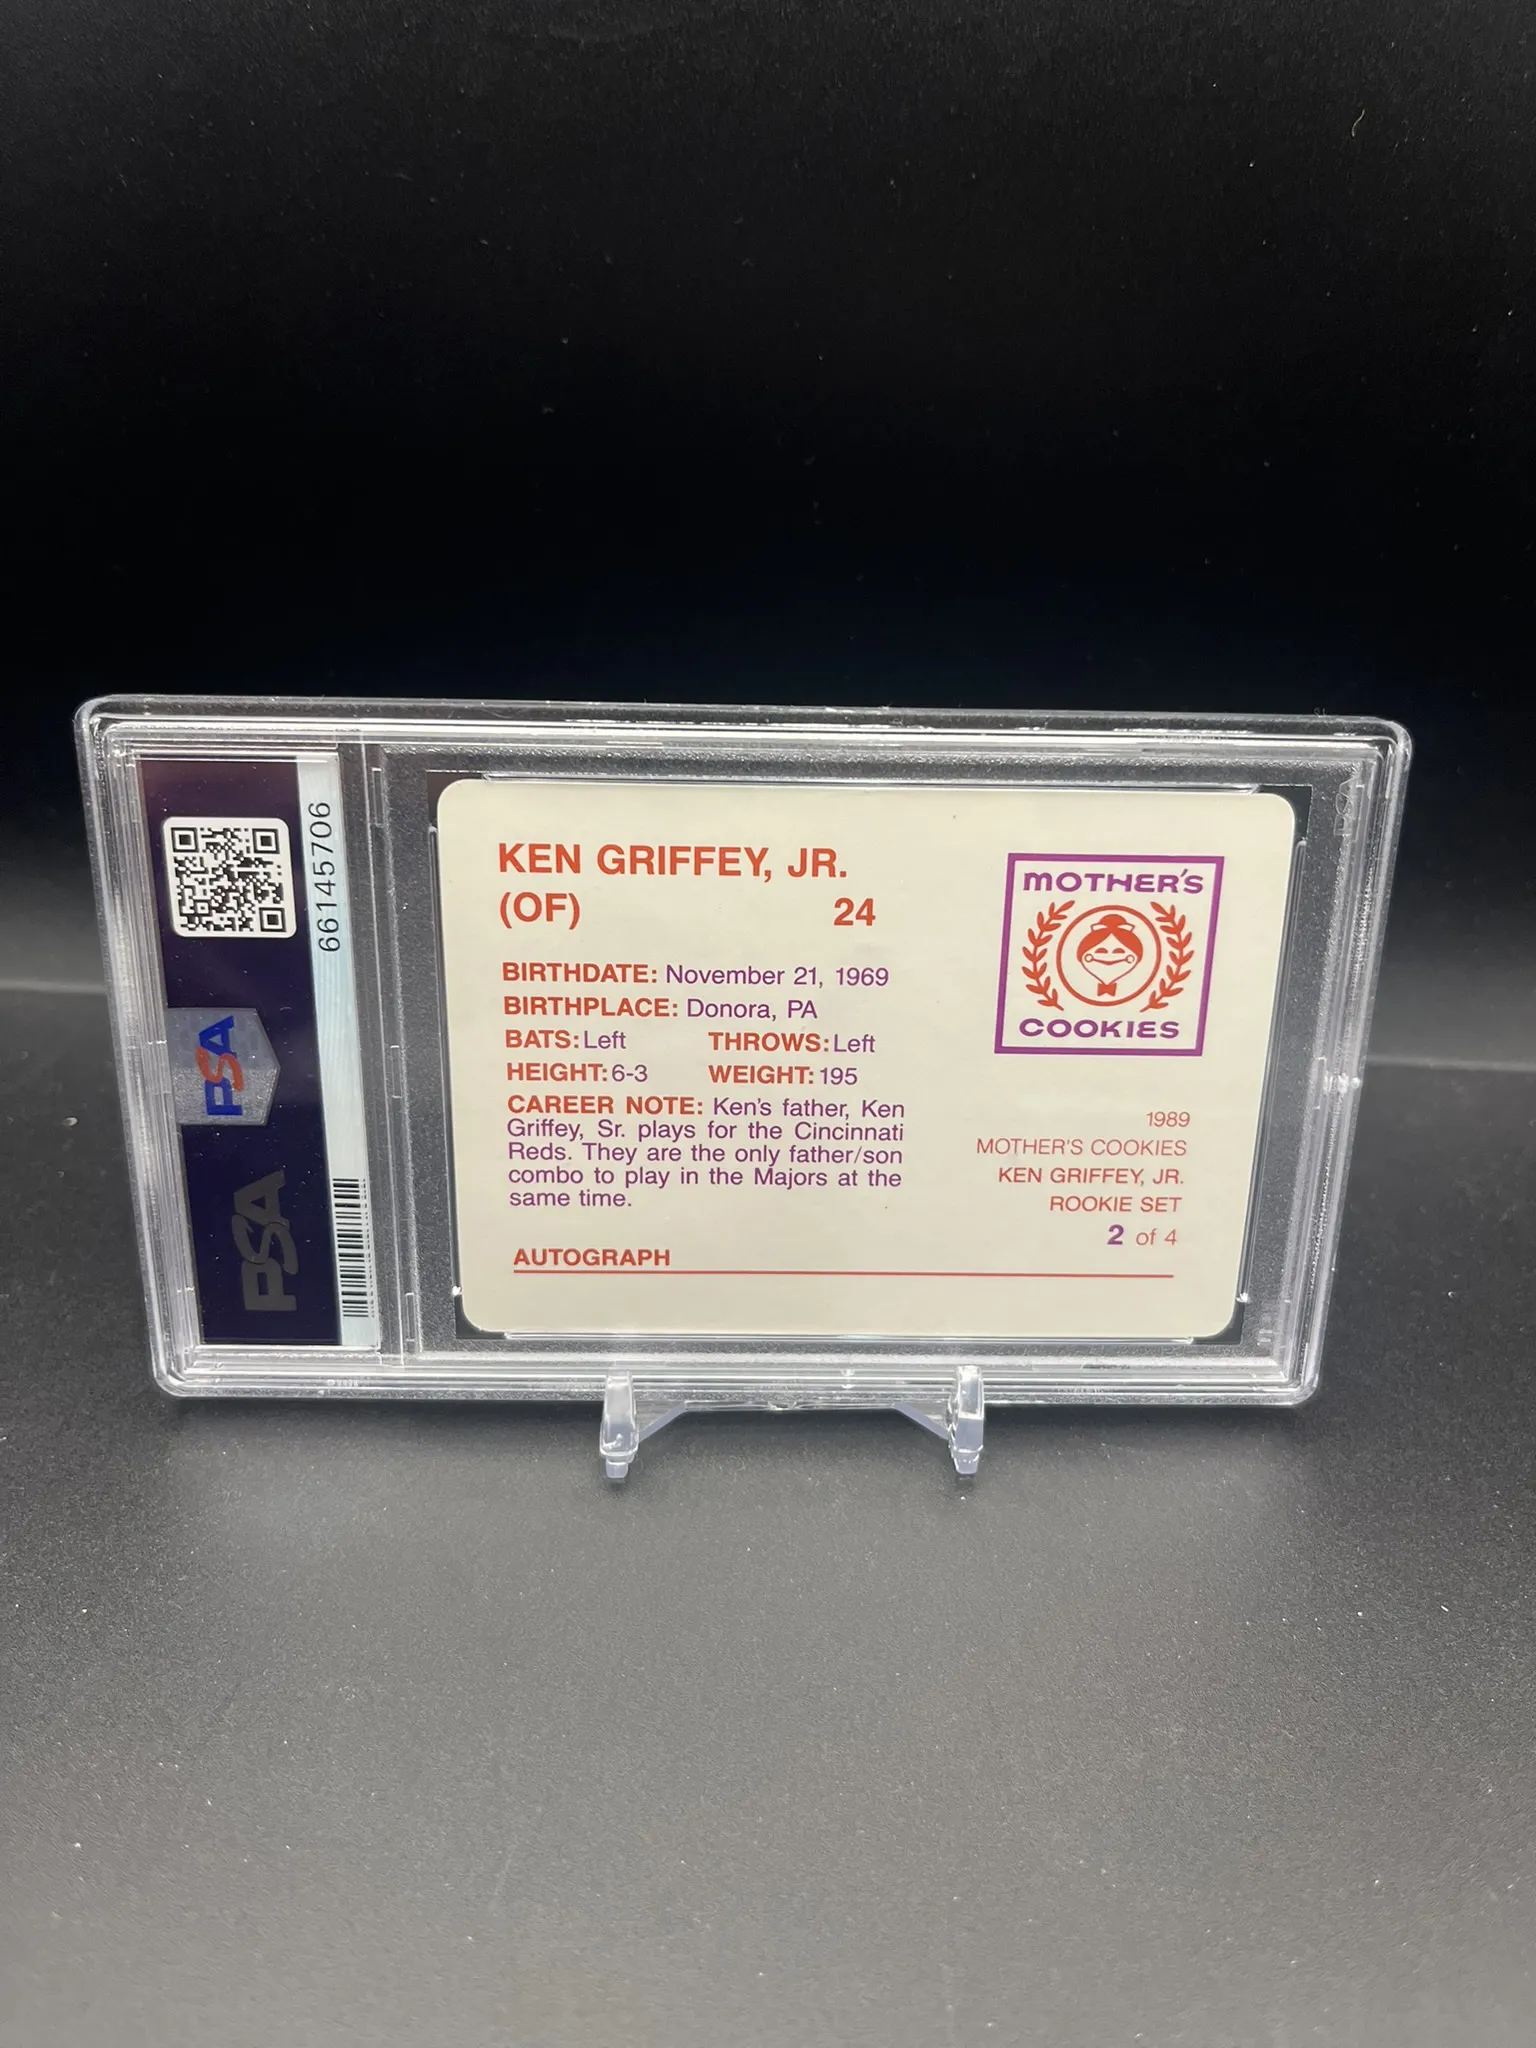 66145706
PSA
PSA
KEN GRIFFEY, JR.
(OF) 24
BIRTHDATE: November 21, 1969
BIRTHPLACE: Donora, PA
BATS: Left THROWS: Left
HEIGHT: 6-3 WEIGHT: 195
CAREER NOTE: Ken's father, Ken
Griffey, Sr. plays for the Cincinnati
Reds. They are the only father/son
combo to play in the Majors at the
same time.
AUTOGRAPH
MOTHER'S
COOKIES
1989
MOTHER'S COOKIES
KEN GRIFFEY, JR.
ROOKIE SET
2 of 4